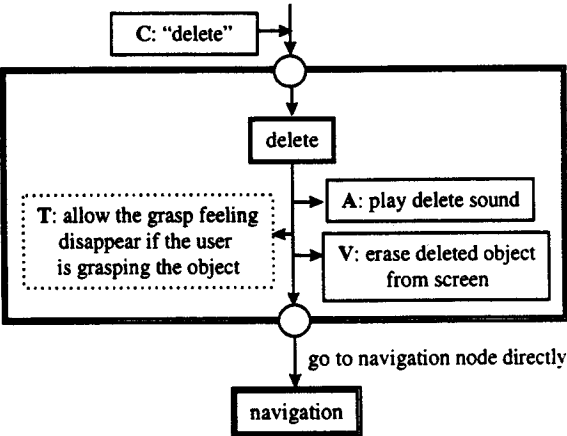 C: “delete”
delete
A: play delete sound
T: allow the grasp feeling
disappear if the user
is grasping the object
V: erase deleted object
from screen
go to navigation node directly
navigation